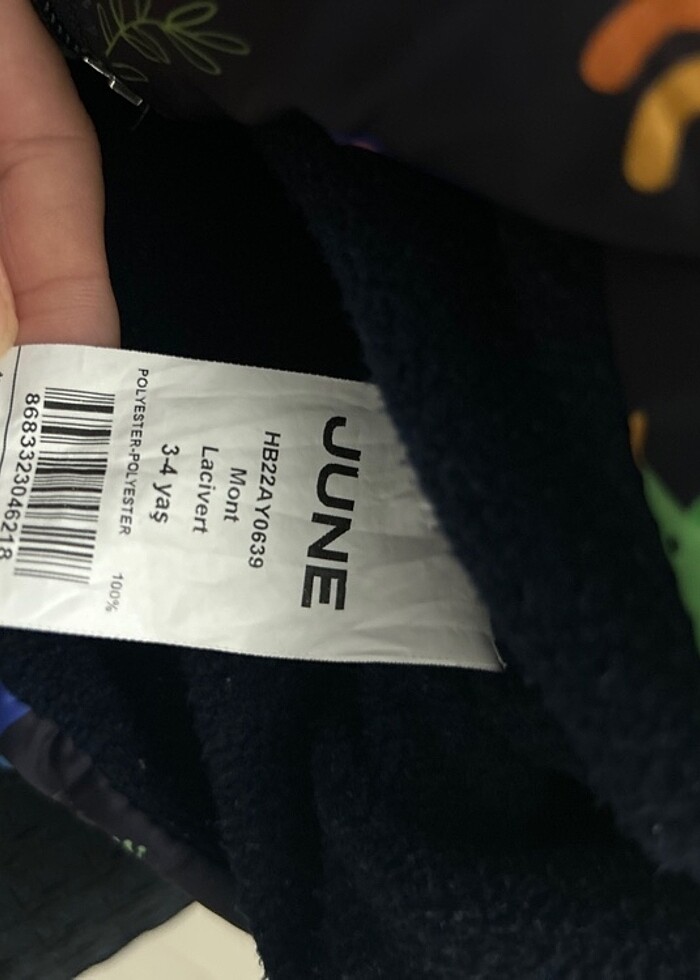 JUNE
HB22AY0639
Mont
Lacivert
3-4 yaş
POLYESTER-POLYESTER 100%
8683323046218